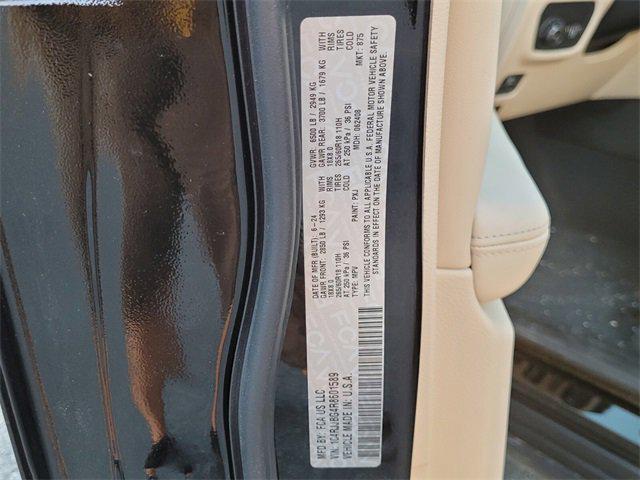 MFD BY: FCA US LLC
DATE OF MFR (BUILT): 6-24
GVWR: 6500 LB / 2949 KG
GAWR FRONT: 2850 LB / 1293 KG WITH
GAWR REAR: 3700 LB / 1679 KG WITH
18X8.0 RIMS
18X8.0 RIMS
265/60R18 110H TIRES
265/60R18 110H TIRES
AT 250 kPa / 36 PSI COLD
AT 250 kPa / 36 PSI COLD
VIN: 1C4RJJBG4R8601589
TYPE: MPV
PAINT: PXJ
MDH: 062408
MKT: 875
VEHICLE MADE IN: U.S.A.
THIS VEHICLE CONFORMS TO ALL APPLICABLE U.S.A. FEDERAL MOTOR VEHICLE SAFETY
STANDARDS IN EFFECT ON THE DATE OF MANUFACTURE SHOWN ABOVE.